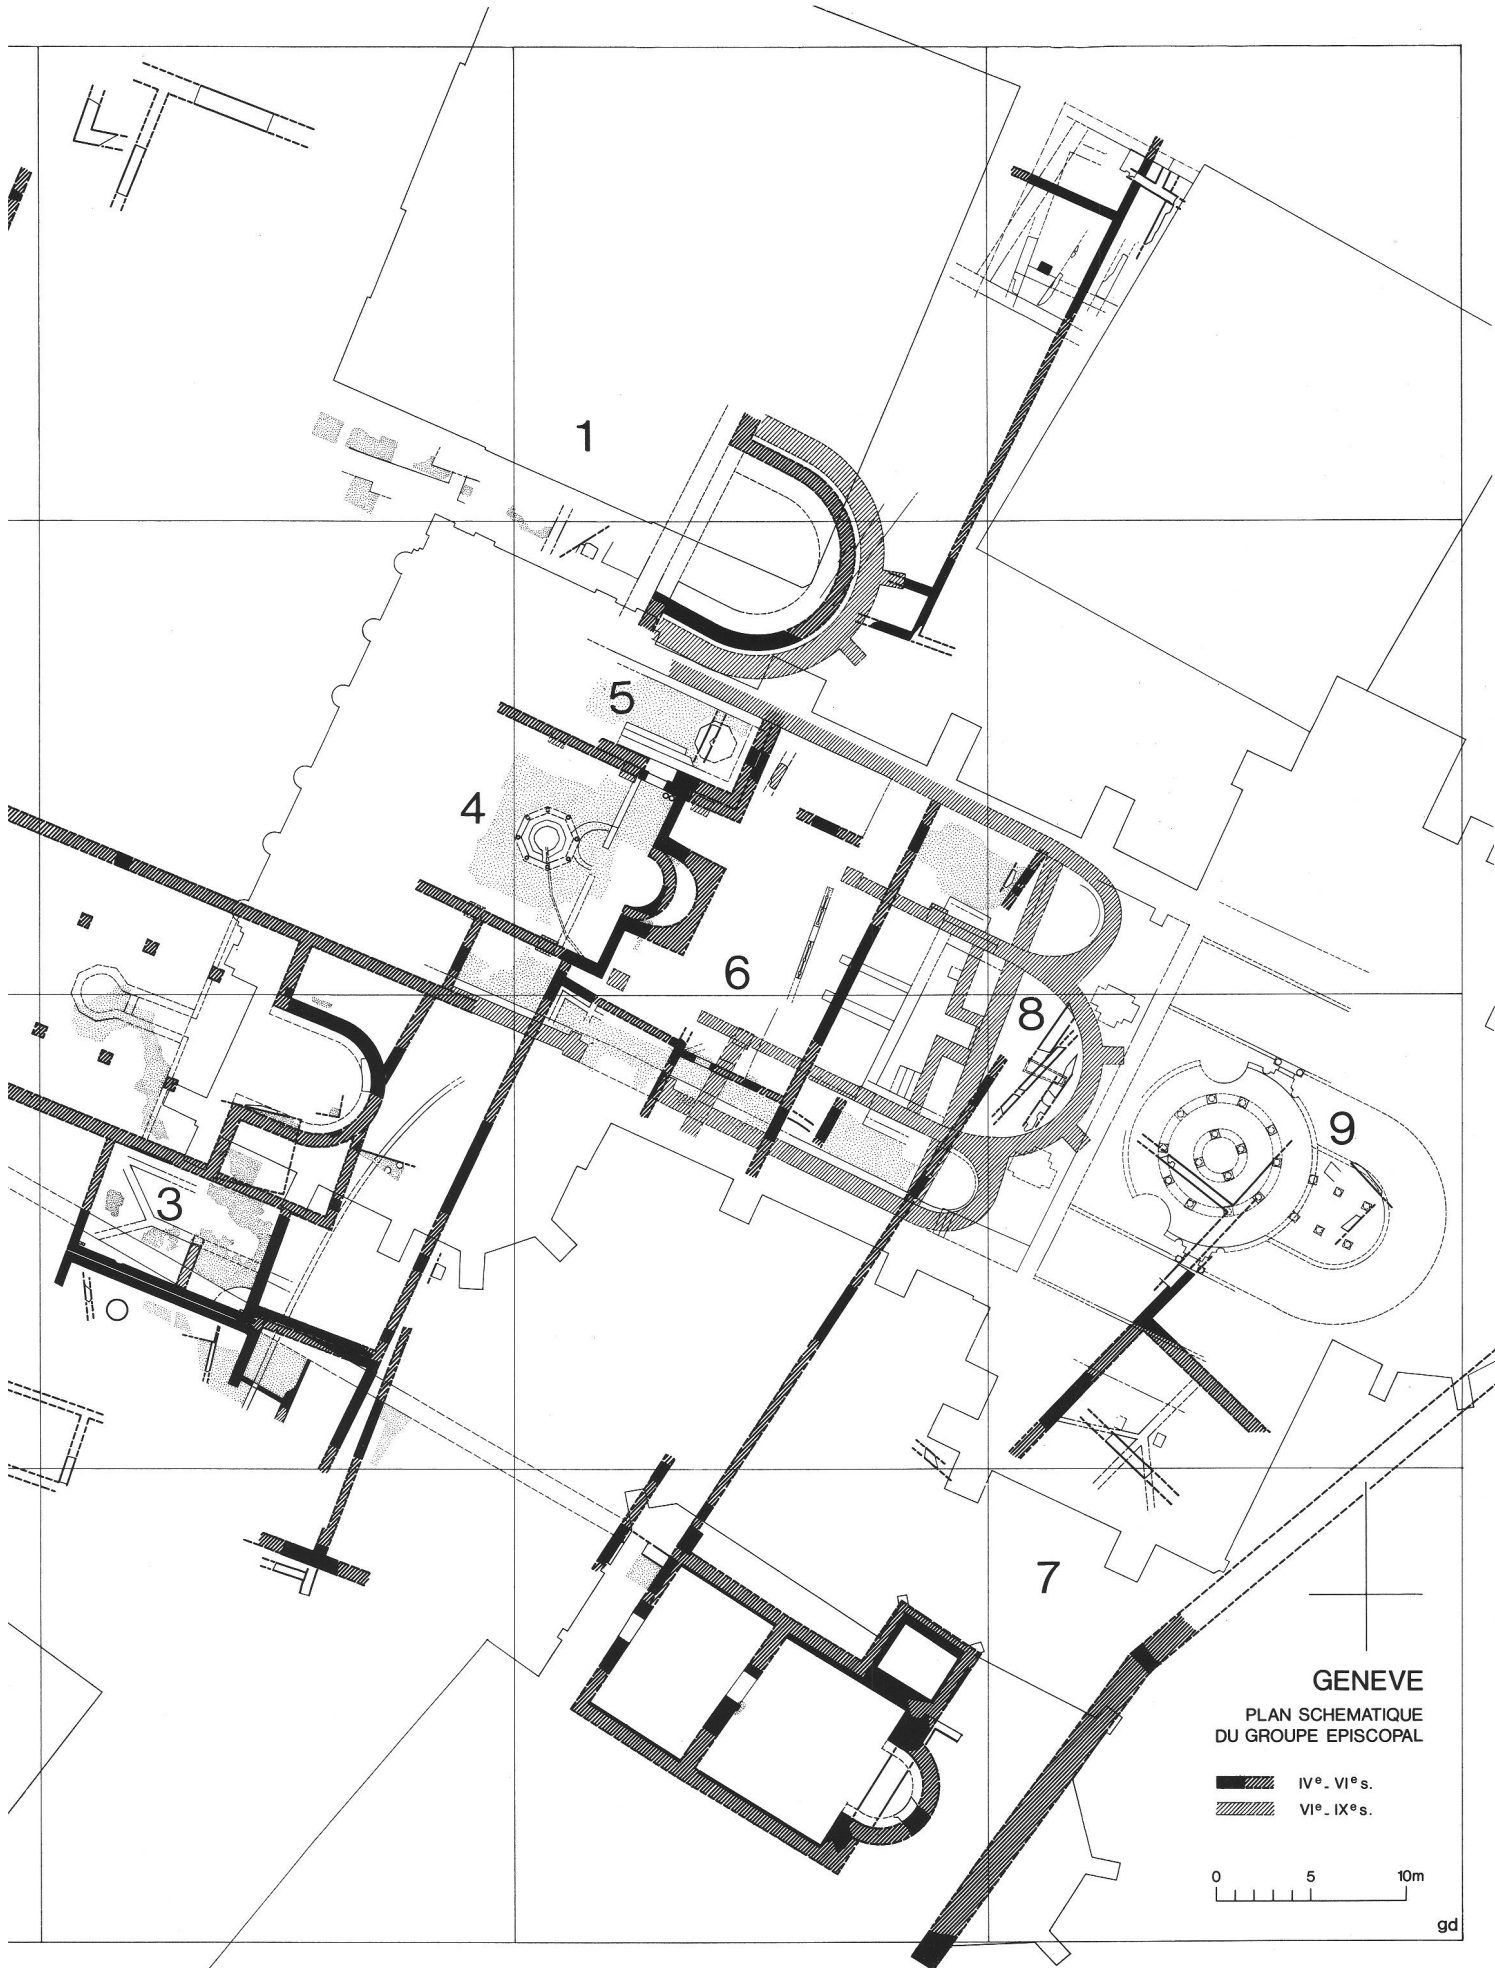 1
5
4
6
8
9
3
7
GENEVE
PLAN SCHEMATIQUE
DU GROUPE EPISCOPAL
IVᵉ - VIᵉ s.
VIᵉ - IXᵉ s.
0 5 10m
gd